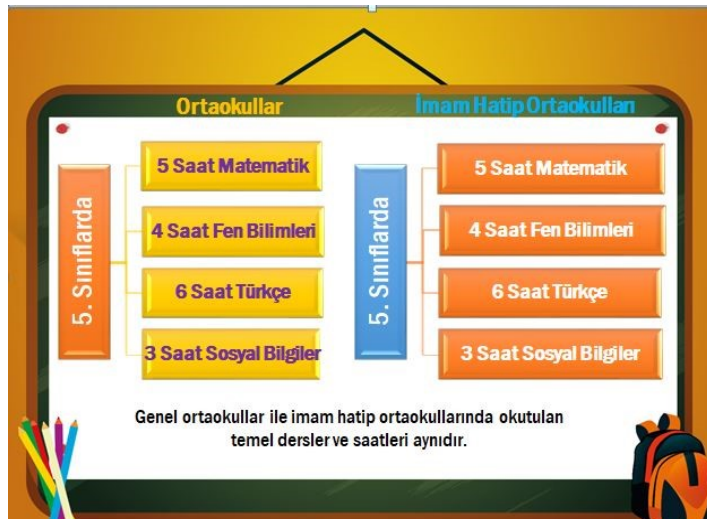 Ortaokullar
İmam Hatip Ortaokulları
5. Sınıflarda
5 Saat Matematik
4 Saat Fen Bilimleri
6 Saat Türkçe
3 Saat Sosyal Bilgiler
5. Sınıflarda
5 Saat Matematik
4 Saat Fen Bilimleri
6 Saat Türkçe
3 Saat Sosyal Bilgiler
Genel ortaokullar ile imam hatip ortaokullarında okutulan
temel dersler ve saatleri aynıdır.